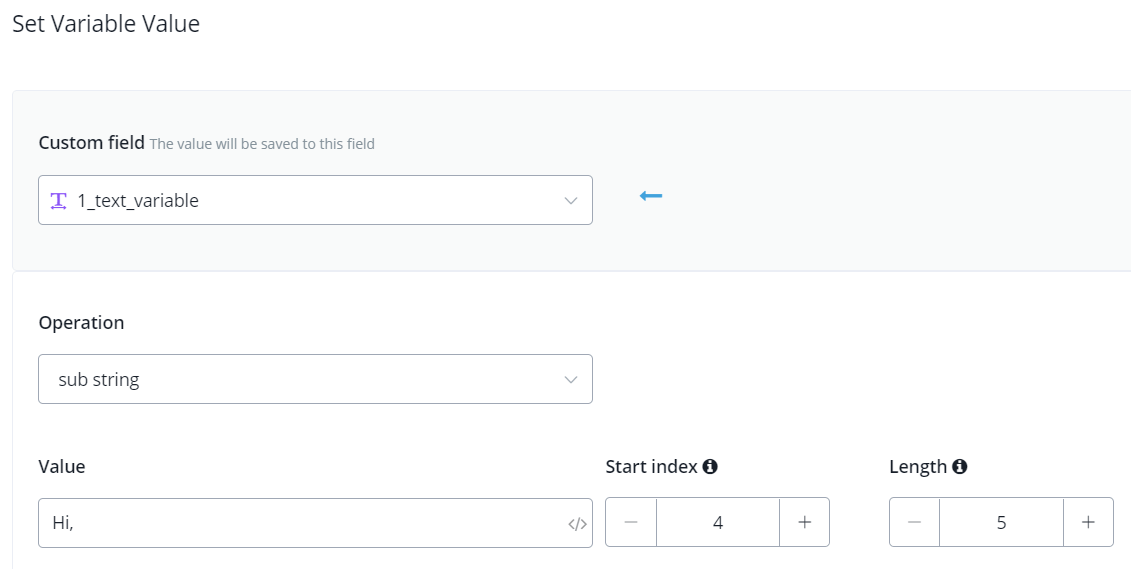 Set Variable Value
Custom field The value will be saved to this field
1_text_variable
Operation
sub string
Value Start index Length
Hi, </> − 4 + − 5 +